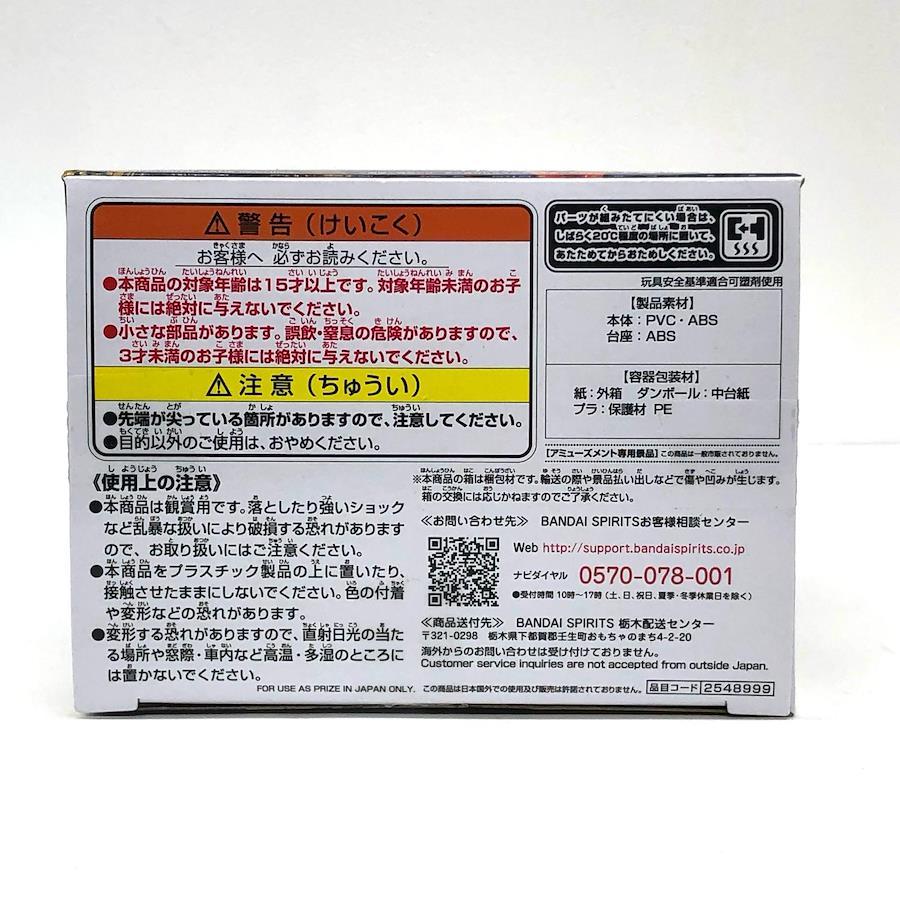 ⚠警告(けいこく)
お客様へ 必ずお読みください。
●本商品の対象年齢は15才以上です。対象年齢未満のお子
様には絶対に与えないでください。
●小さな部品があります。誤飲・窒息の危険がありますので、
3才未満のお子様には絶対に与えないでください。
⚠注意(ちゅうい)
●先端が尖っている箇所がありますので、注意してください。
●目的以外のご使用は、おやめください。
《使用上の注意》
●本商品は観賞用です。落としたり強いショック
など乱暴な扱いにより破損する恐れがあります
ので、お取り扱いにはご注意ください。
●本商品をプラスチック製品の上に置いたり、
接触させたままにしないでください。色の付着
や変形などの恐れがあります。
●変形する恐れがありますので、直射日光の当た
る場所や窓際・車内など高温・多湿のところに
は置かないでください。
パーツが組みたてにくい場合は、
しばらく20℃程度の場所に置いて、
あたためてからおためしください。
玩具安全基準適合可塑剤使用
【製品素材】
本体:PVC・ABS
台座:ABS
【容器包装材】
紙:外箱 ダンボール:中台紙
プラ:保護材 PE
【アミューズメント専用景品】この商品は一般市販されておりません。
※本商品の箱は梱包材です。輸送の際や景品払い出しなどで傷や凹みが生じます。
箱の交換には応じかねますのでご了承ください。
≪お問い合わせ先≫ BANDAI SPIRITSお客様相談センター
Web http://support.bandaispirits.co.jp
ナビダイヤル 0570-078-001
●受付時間 10時〜17時(土、日、祝日、夏季・冬季休業日を除く)
≪商品送付先≫ BANDAI SPIRITS 栃木配送センター
〒321-0298 栃木県下都賀郡壬生町おもちゃのまち4-2-20
海外からのお問い合わせは受け付けておりません。
Customer service inquiries are not accepted from outside Japan.
FOR USE AS PRIZE IN JAPAN ONLY. この商品は日本国外での使用及び販売は許諾されておりません。 品目コード 2548999